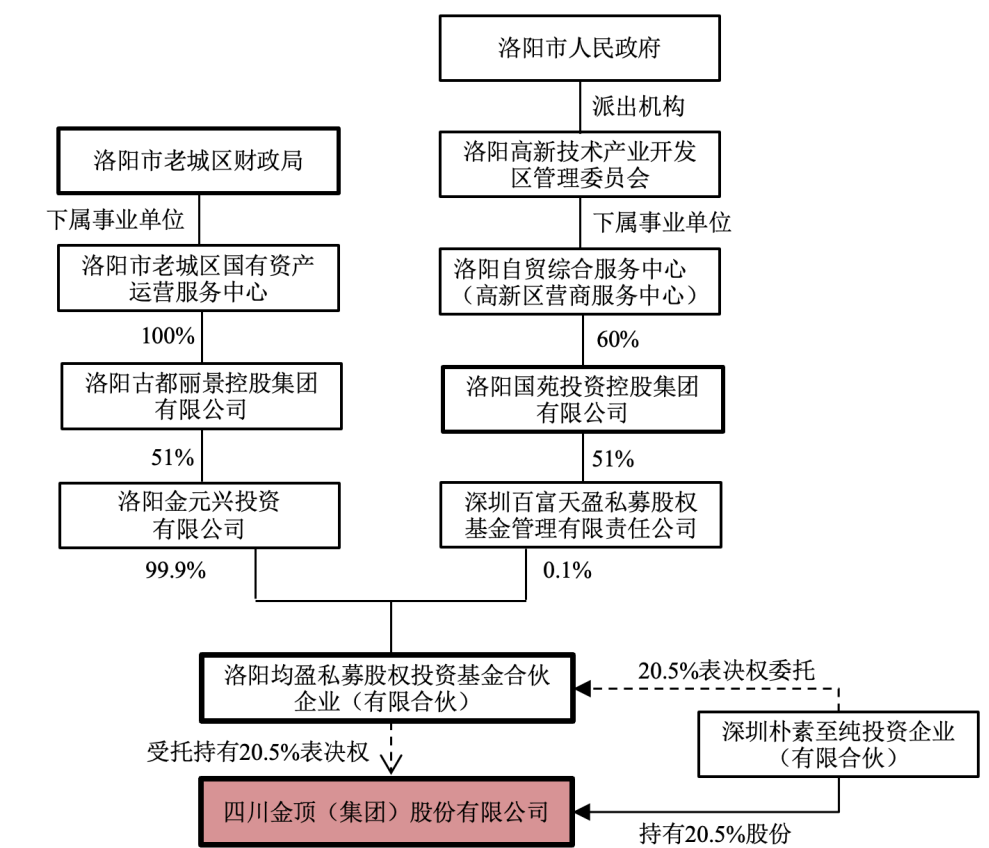 洛阳市人民政府
派出机构
洛阳市老城区财政局
洛阳高新技术产业开发
区管理委员会
下属事业单位
下属事业单位
洛阳市老城区国有资产
运营服务中心
洛阳自贸综合服务中心
（高新区营商服务中心）
100%
60%
洛阳古都丽景控股集团
有限公司
洛阳国苑投资控股集团
有限公司
51%
51%
洛阳金元兴投资
有限公司
深圳百富天盈私募股权
基金管理有限责任公司
99.9%
0.1%
洛阳均盈私募股权投资基金合伙
企业（有限合伙）
20.5%表决权委托
深圳朴素至纯投资企业
（有限合伙）
受托持有20.5%表决权
四川金顶（集团）股份有限公司
持有20.5%股份